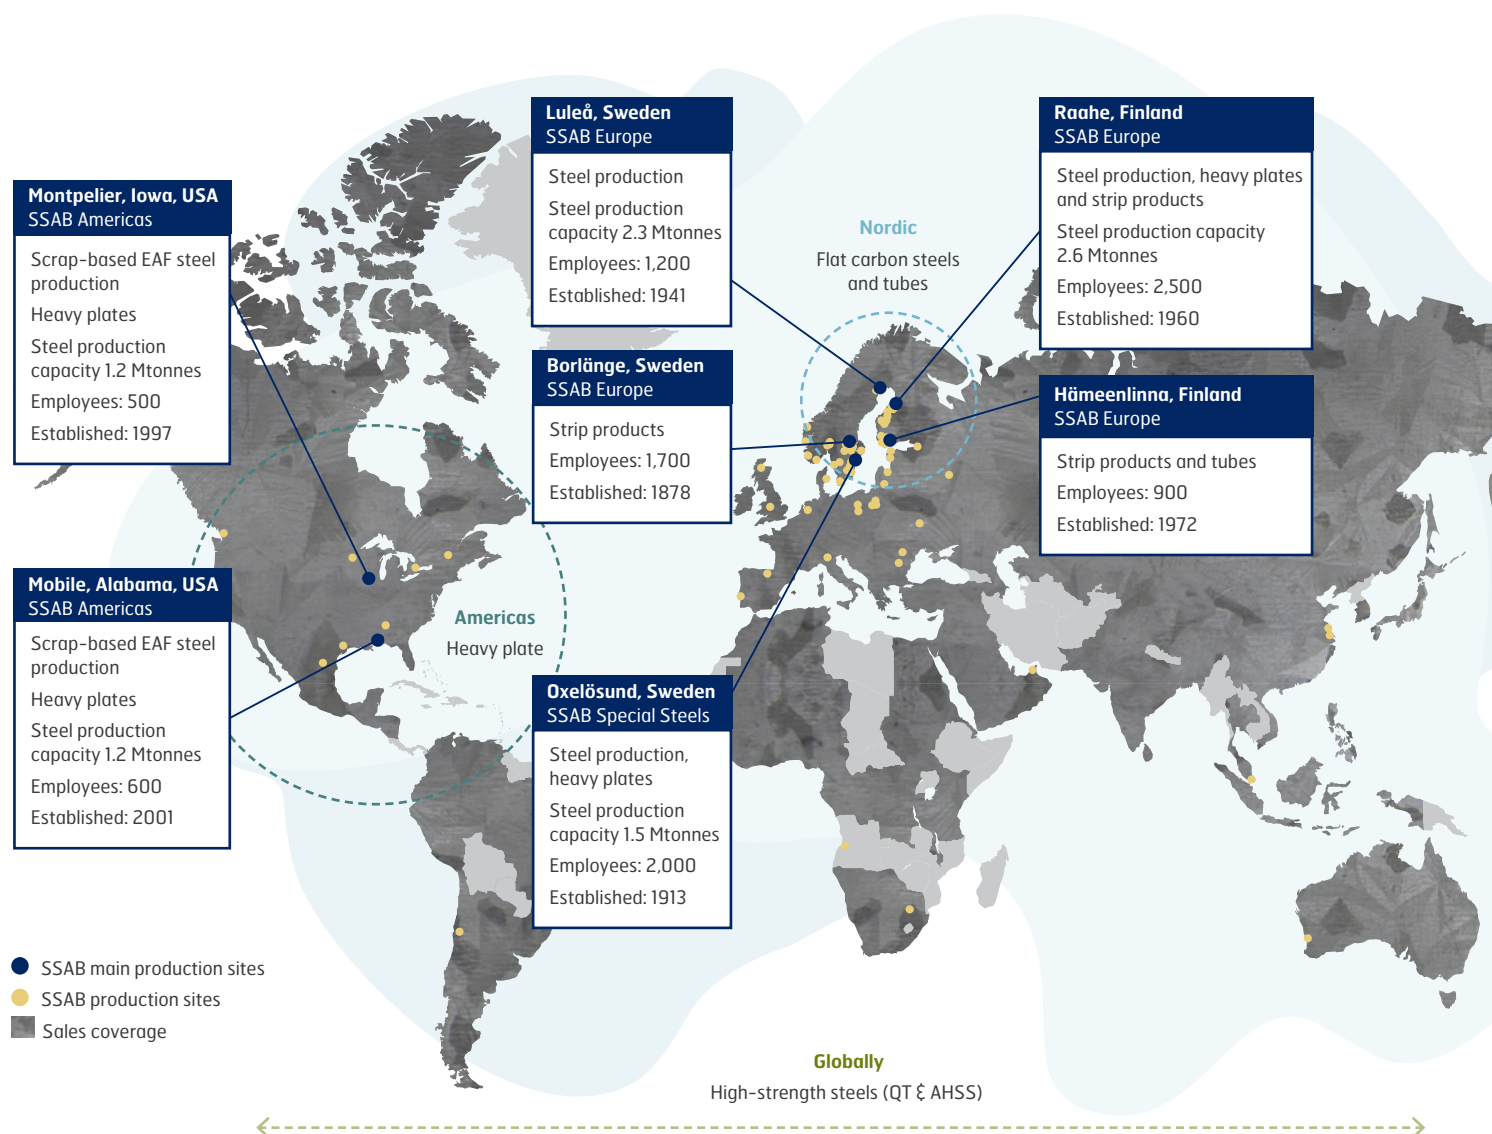 Montpelier, Iowa, USA
SSAB Americas
Scrap-based EAF steel
production
Heavy plates
Steel production
capacity 1.2 Mtonnes
Employees: 500
Established: 1997
Mobile, Alabama, USA
SSAB Americas
Scrap-based EAF steel
production
Heavy plates
Steel production
capacity 1.2 Mtonnes
Employees: 600
Established: 2001
Luleå, Sweden
SSAB Europe
Steel production
Steel production
capacity 2.3 Mtonnes
Employees: 1,200
Established: 1941
Borlänge, Sweden
SSAB Europe
Strip products
Employees: 1,700
Established: 1878
Americas
Heavy plate
Oxelösund, Sweden
SSAB Special Steels
Steel production,
heavy plates
Steel production
capacity 1.5 Mtonnes
Employees: 2,000
Established: 1913
Nordic
Flat carbon steels
and tubes
Raahe, Finland
SSAB Europe
Steel production, heavy plates
and strip products
Steel production capacity
2.6 Mtonnes
Employees: 2,500
Established: 1960
Hämeenlinna, Finland
SSAB Europe
Strip products and tubes
Employees: 900
Established: 1972
SSAB main production sites
SSAB production sites
Sales coverage
Globally
High-strength steels (QT & AHSS)